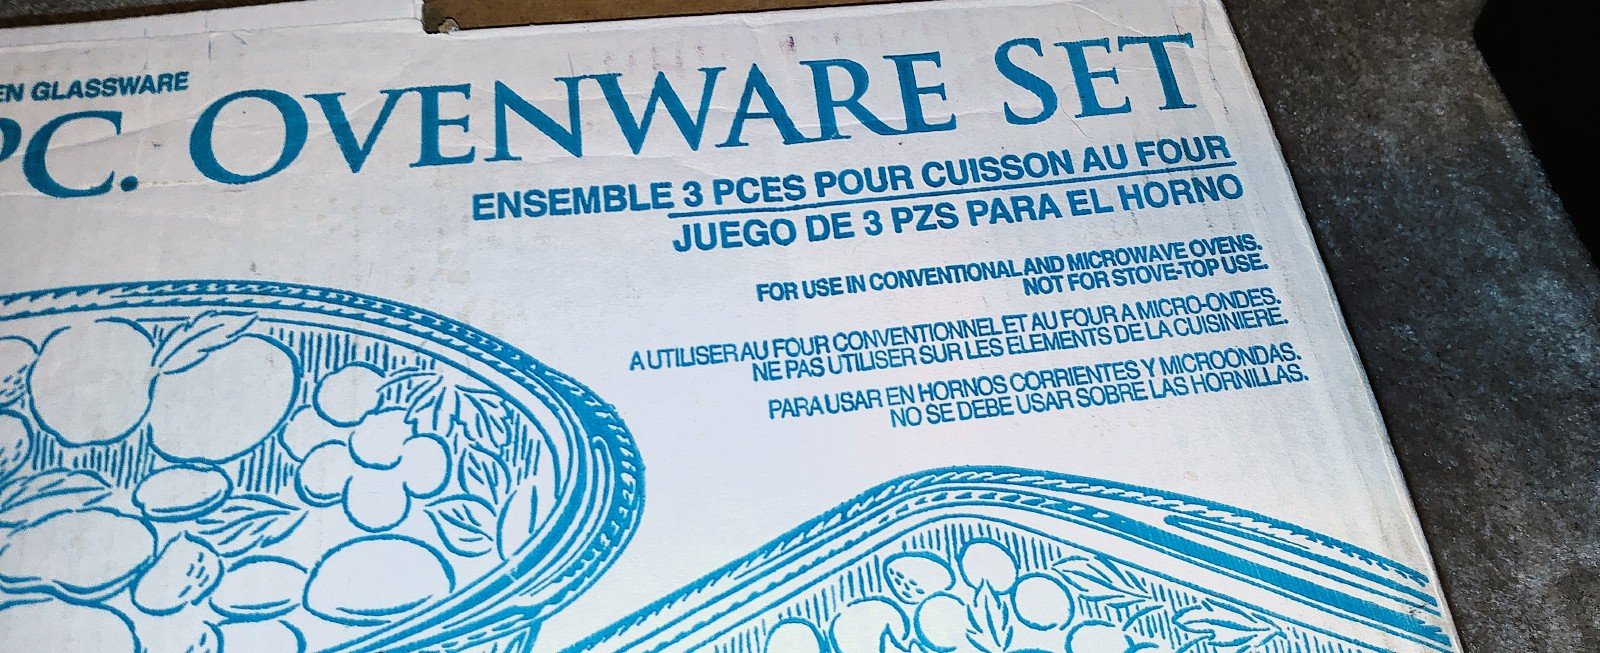 EN GLASSWARE
PC. OVENWARE SET
ENSEMBLE 3 PCES POUR CUISSON AU FOUR
JUEGO DE 3 PZS PARA EL HORNO
FOR USE IN CONVENTIONAL AND MICROWAVE OVENS.
NOT FOR STOVE-TOP USE.
A UTILISER AU FOUR CONVENTIONNEL ET AU FOUR A MICRO-ONDES.
NE PAS UTILISER SUR LES ELEMENTS DE LA CUISINIERE.
PARA USAR EN HORNOS CORRIENTES Y MICROONDAS.
NO SE DEBE USAR SOBRE LAS HORNILLAS.